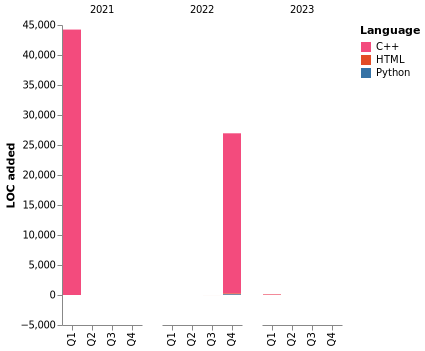 2021 2022 2023
Language
C++
HTML
Python
LOC added
45,000
40,000
35,000
30,000
25,000
20,000
15,000
10,000
5,000
0
−5,000
Q1 Q2 Q3 Q4 Q1 Q2 Q3 Q4 Q1 Q2 Q3 Q4